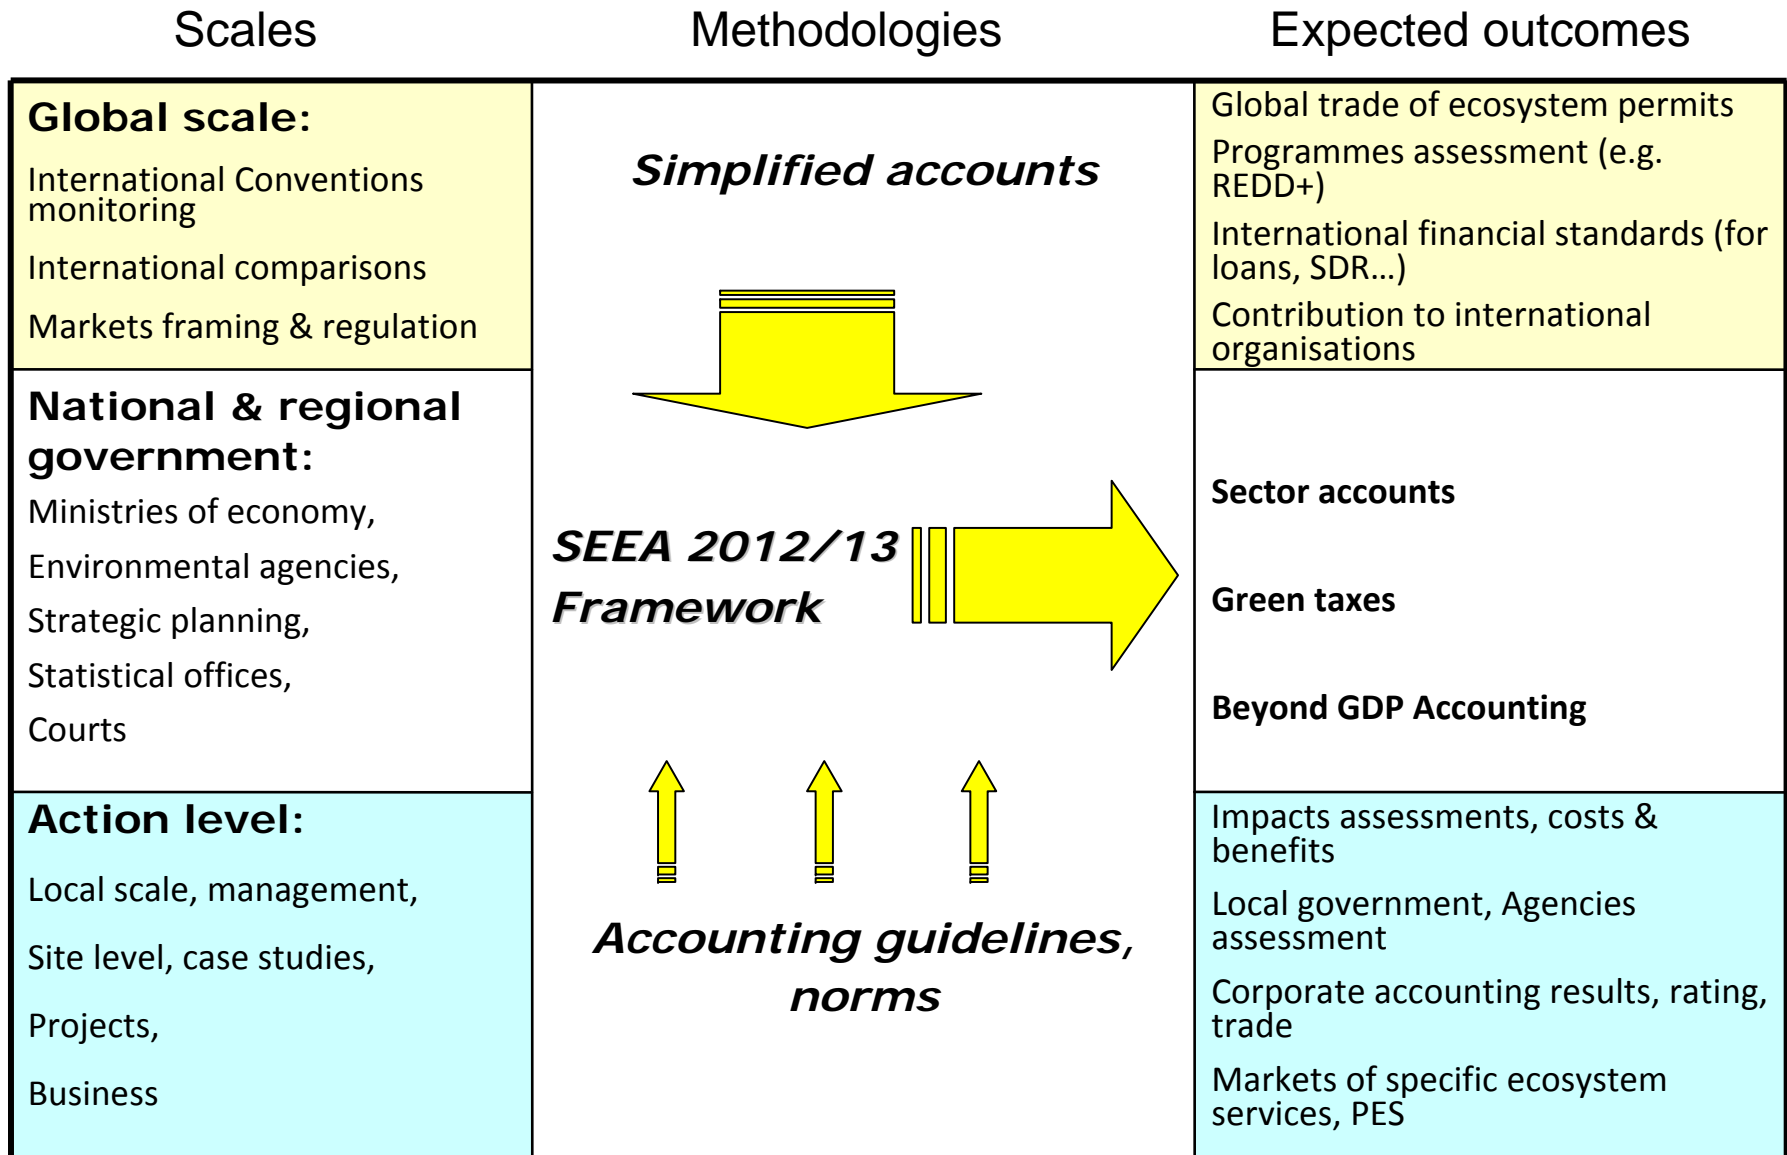 Scales
Methodologies
Expected outcomes
Global scale:
International Conventions
monitoring
International comparisons
Markets framing & regulation
Simplified accounts
Global trade of ecosystem permits
Programmes assessment (e.g.
REDD+)
International financial standards (for
loans, SDR...)
Contribution to international
organisations
National & regional
government:
Ministries of economy,
Environmental agencies,
Strategic planning,
Statistical offices,
Courts
SEEA 2012/13
Framework
Sector accounts
Green taxes
Beyond GDP Accounting
Action level:
Local scale, management,
Site level, case studies,
Projects,
Business
Accounting guidelines,
norms
Impacts assessments, costs &
benefits
Local government, Agencies
assessment
Corporate accounting results, rating,
trade
Markets of specific ecosystem
services, PES